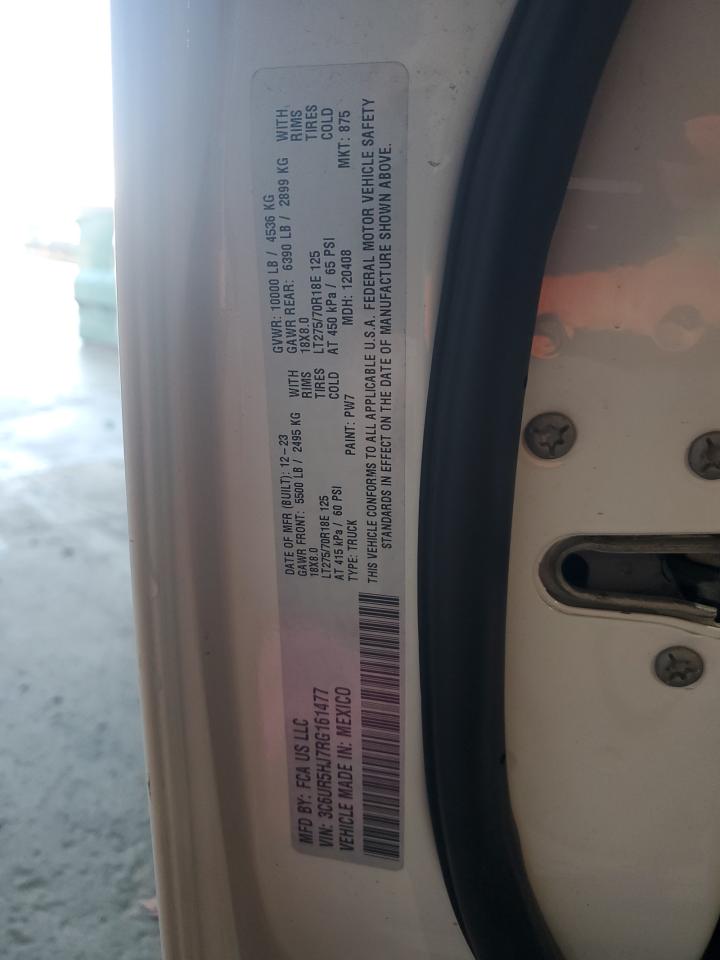 MFD BY: FCA US LLC
VIN: 3C6UR5HJ7RG161477
VEHICLE MADE IN: MEXICO
DATE OF MFR (BUILT): 12-23 GVWR: 10000 LB / 4536 KG
GAWR FRONT: 5500 LB / 2495 KG WITH GAWR REAR: 6390 LB / 2899 KG WITH
18X8.0 RIMS 18X8.0 RIMS
LT275/70R18E 125 TIRES LT275/70R18E 125 TIRES
AT 415 kPa / 60 PSI COLD AT 450 kPa / 65 PSI COLD
TYPE: TRUCK PAINT: PW7 MDH: 120408 MKT: 875
THIS VEHICLE CONFORMS TO ALL APPLICABLE U.S.A. FEDERAL MOTOR VEHICLE SAFETY
STANDARDS IN EFFECT ON THE DATE OF MANUFACTURE SHOWN ABOVE.